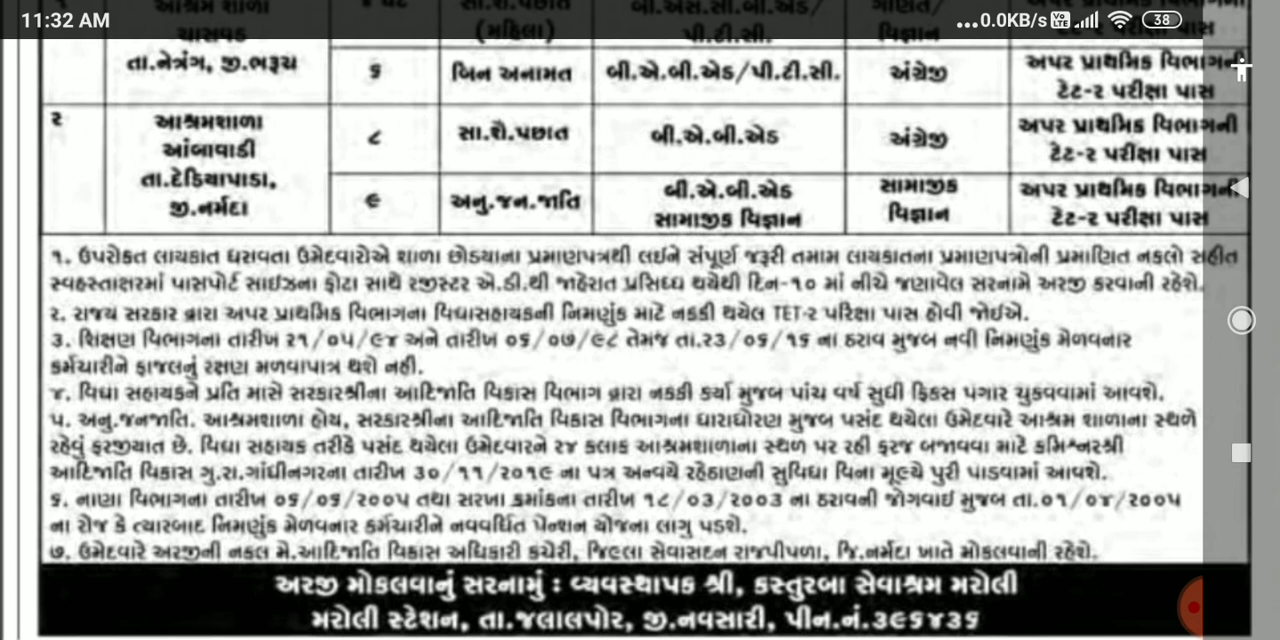 11:32 AM ...0.0KB/s VoLTE 38
આશ્રમ શાળા સા.શૈ.પછાત બી.એસ.સી.બી.એડ/ ગણિત/
ચાસવડ (મહિલા) પી.ટી.સી. વિજ્ઞાન ટેટ-૨ પરીક્ષા પાસ
તા.નેત્રંગ, જી.ભરૂચ ૬ બિન અનામત બી.એ.બી.એડ/પી.ટી.સી. અંગ્રેજી અપર પ્રાથમિક વિભાગની
ટેટ-૨ પરીક્ષા પાસ
૨ આશ્રમશાળા ૮ સા.શૈ.પછાત બી.એ.બી.એડ અંગ્રેજી અપર પ્રાથમિક વિભાગની
આંબાવાડી ટેટ-૨ પરીક્ષા પાસ
તા.દેડિયાપાડા, ૯ અનુ.જન.જાતિ બી.એ.બી.એડ સામાજીક અપર પ્રાથમિક વિભાગની
જી.નર્મદા સામાજીક વિજ્ઞાન વિજ્ઞાન ટેટ-૨ પરીક્ષા પાસ
૧. ઉપરોક્ત લાયકાત ધરાવતા ઉમેદવારોએ શાળા છોડયાના પ્રમાણપત્રથી લઈને સંપૂર્ણ જરૂરી તમામ લાયકાતના પ્રમાણપત્રોની પ્રમાણિત નકલો સહીત
સ્વહસ્તાક્ષરમાં પાસપોર્ટ સાઈઝના ફોટા સાથે રજીસ્ટર એ.ડી.થી જાહેરાત પ્રસિધ્ધ થયેથી દિન-૧૦ માં નીચે જણાવેલ સરનામે અરજી કરવાની રહેશે.
૨. રાજ્ય સરકાર દ્વારા અપર પ્રાથમિક વિભાગના વિદ્યાસહાયકની નિમણુંક માટે નક્કી થયેલ TET-૨ પરિક્ષા પાસ હોવી જોઈએ.
૩. શિક્ષણ વિભાગના તારીખ ૨૧/૦૫/૯૪ અને તારીખ ૦૬/૦૭/૯૮ તેમજ તા.૨૩/૦૬/૧૬ ના ઠરાવ મુજબ નવી નિમણુંક મેળવનાર
કર્મચારીને ફાજલનું રક્ષણ મળવાપાત્ર થશે નહી.
૪. વિદ્યા સહાયકને પ્રતિ માસે સરકારશ્રીના આદિજાતિ વિકાસ વિભાગ દ્વારા નક્કી કર્યા મુજબ પાંચ વર્ષ સુધી ફિકસ પગાર ચુકવવામાં આવશે.
૫. અનુ.જનજાતિ. આશ્રમશાળા હોય, સરકારશ્રીના આદિજાતિ વિકાસ વિભાગના ધારાધોરણ મુજબ પસંદ થયેલા ઉમેદવારે આશ્રમ શાળાના સ્થળે
રહેવું ફરજીયાત છે. વિદ્યા સહાયક તરીકે પસંદ થયેલા ઉમેદવારને ૨૪ કલાક આશ્રમશાળાના સ્થળ પર રહી ફરજ બજાવવા માટે કમિશ્નરશ્રી
આદિજાતિ વિકાસ ગુ.રા.ગાંધીનગરના તારીખ ૩૦/૧૧/૨૦૧૯ ના પત્ર અન્વયે રહેઠાણની સુવિધા વિના મૂલ્યે પુરી પાડવામાં આવશે.
૬. નાણા વિભાગના તારીખ ૦૬/૦૬/૨૦૦૫ તથા સરખા ક્રમાંકના તારીખ ૧૮/૦૩/૨૦૦૩ ના ઠરાવની જોગવાઈ મુજબ તા.૦૧/૦૪/૨૦૦૫
ના રોજ કે ત્યારબાદ નિમણુંક મેળવનાર કર્મચારીને નવવર્ધિત પેન્શન યોજના લાગુ પડશે.
૭. ઉમેદવારે અરજીની નકલ મે.આદિજાતિ વિકાસ અધિકારી કચેરી, જિલ્લા સેવાસદન રાજપીપળા, જિ.નર્મદા ખાતે મોકલવાની રહેશે.
અરજી મોકલવાનું સરનામું : વ્યવસ્થાપક શ્રી, કસ્તુરબા સેવાશ્રમ મરોલી
મરોલી સ્ટેશન, તા.જલાલપોર, જી.નવસારી, પીન.નં.૩૯૬૪૩૬